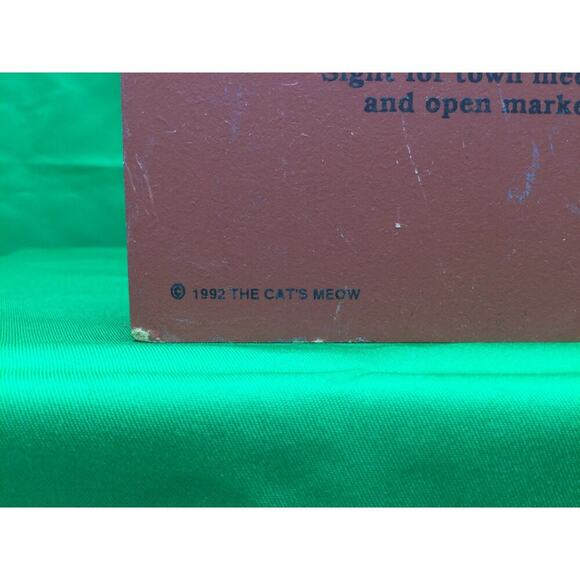 Sight for town
and open
© 1992 THE CAT'S MEOW